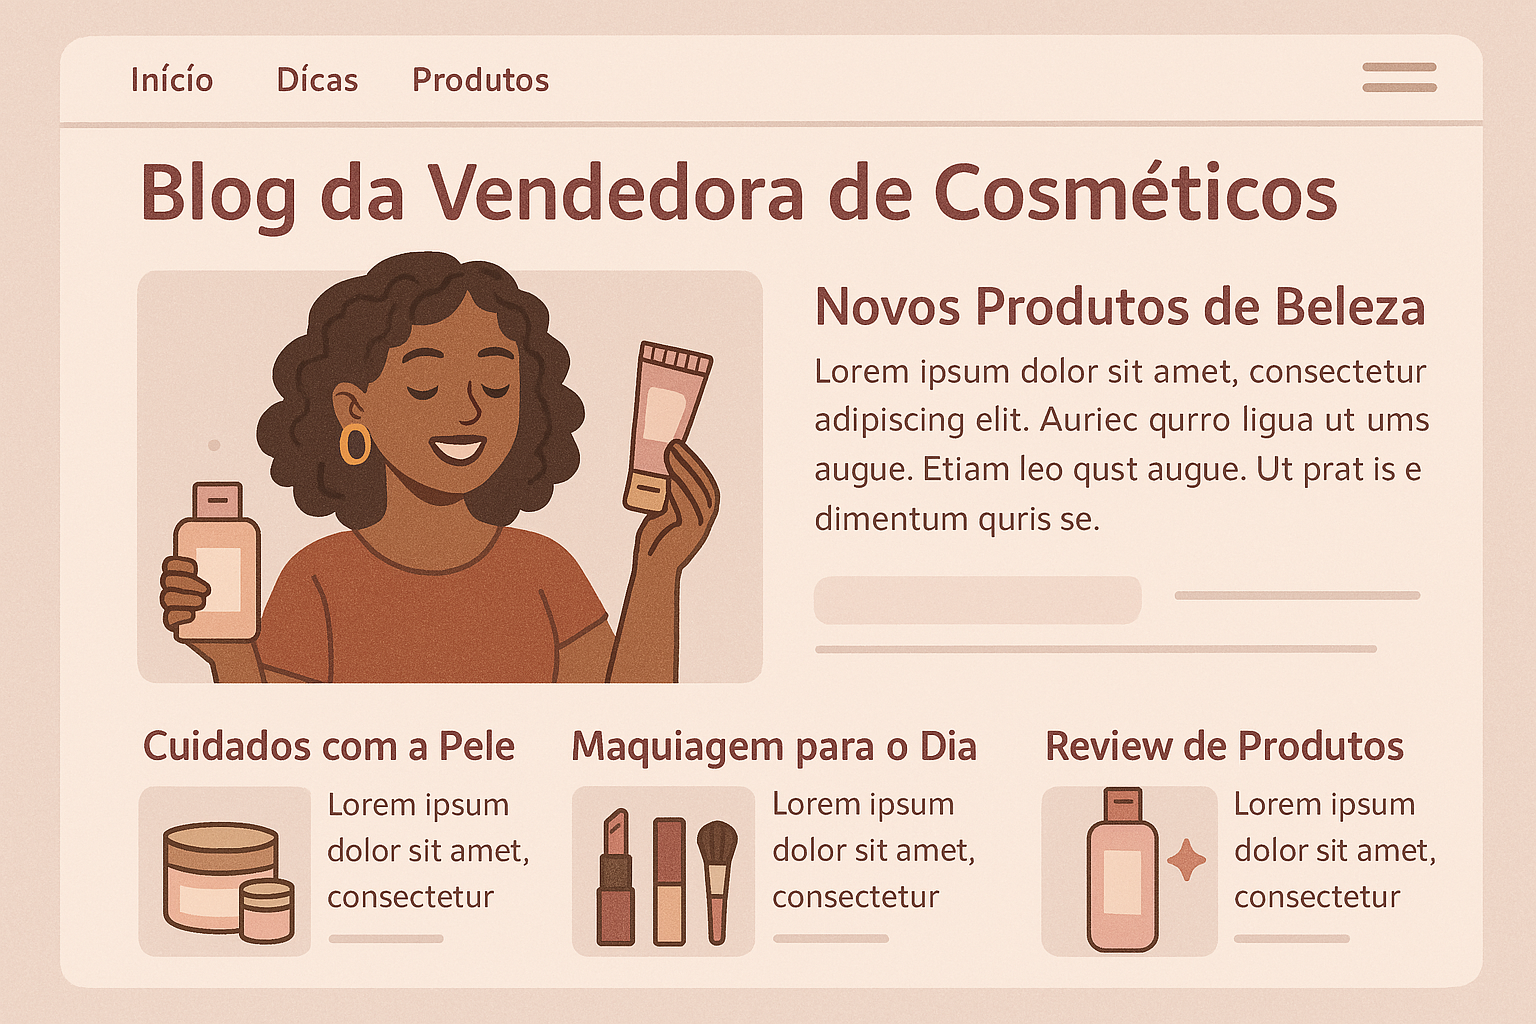 Inícío
Dícas
Produtos
Blog da Vendedora de Cosméticos
Novos Produtos de Beleza
Lorem ipsum dolor sit amet, consectetur
adipiscing elit. Auriec qurro ligua ut ums
augue. Etiam leo qust augue. Ut prat is e
dimentum quris se.
Cuidados com a Pele
Lorem ipsum
dolor sit amet,
consectetur
Maquiagem para o Dia
Lorem ipsum
dolor sit amet,
consectetur
Review de Produtos
Lorem ipsum
dolor sit amet,
consectetur